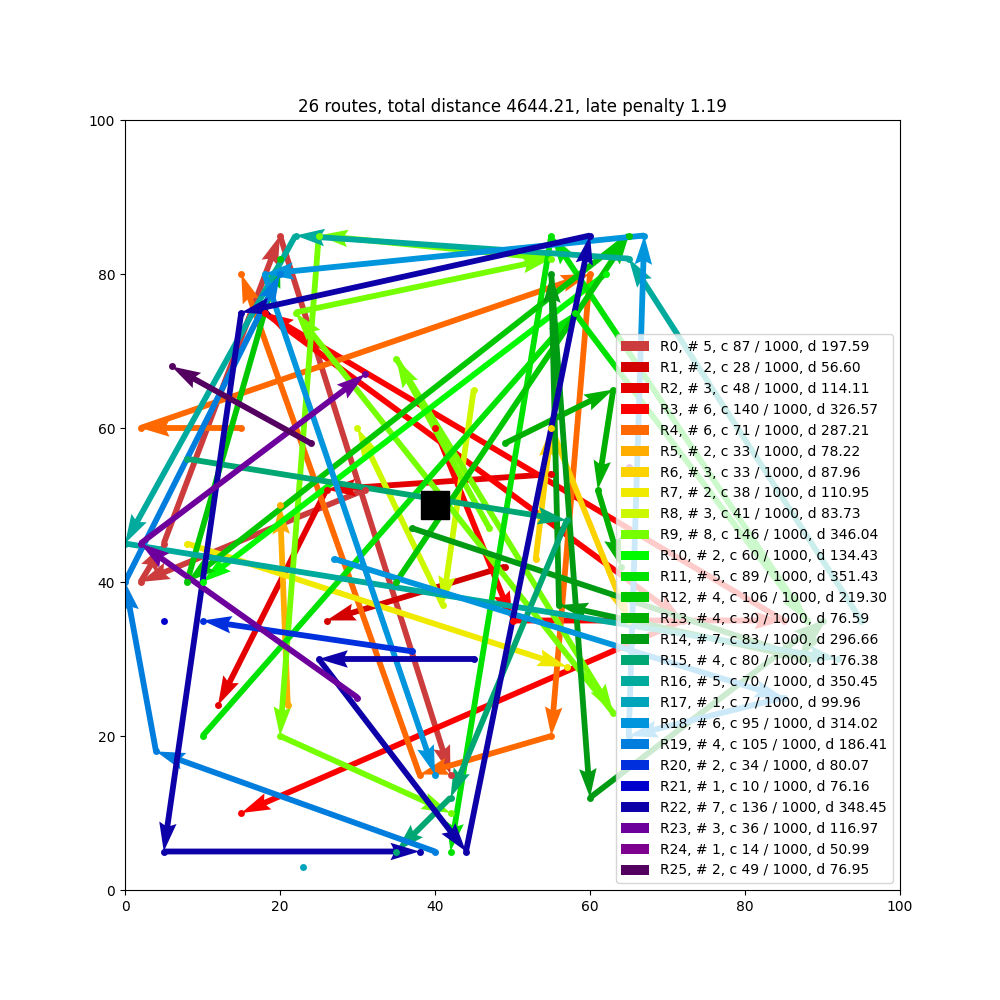 26 routes, total distance 4644.21, late penalty 1.19
100
80
60
40
20
0
0 20 40 60 80 100
R0, # 5, c 87 / 1000, d 197.59
R1, # 2, c 28 / 1000, d 56.60
R2, # 3, c 48 / 1000, d 114.11
R3, # 6, c 140 / 1000, d 326.57
R4, # 6, c 71 / 1000, d 287.21
R5, # 2, c 33 / 1000, d 78.22
R6, # 3, c 33 / 1000, d 87.96
R7, # 2, c 38 / 1000, d 110.95
R8, # 3, c 41 / 1000, d 83.73
R9, # 8, c 146 / 1000, d 346.04
R10, # 2, c 60 / 1000, d 134.43
R11, # 5, c 89 / 1000, d 351.43
R12, # 4, c 106 / 1000, d 219.30
R13, # 4, c 30 / 1000, d 76.59
R14, # 7, c 83 / 1000, d 296.66
R15, # 4, c 80 / 1000, d 176.38
R16, # 5, c 70 / 1000, d 350.45
R17, # 1, c 7 / 1000, d 99.96
R18, # 6, c 95 / 1000, d 314.02
R19, # 4, c 105 / 1000, d 186.41
R20, # 2, c 34 / 1000, d 80.07
R21, # 1, c 10 / 1000, d 76.16
R22, # 7, c 136 / 1000, d 348.45
R23, # 3, c 36 / 1000, d 116.97
R24, # 1, c 14 / 1000, d 50.99
R25, # 2, c 49 / 1000, d 76.95